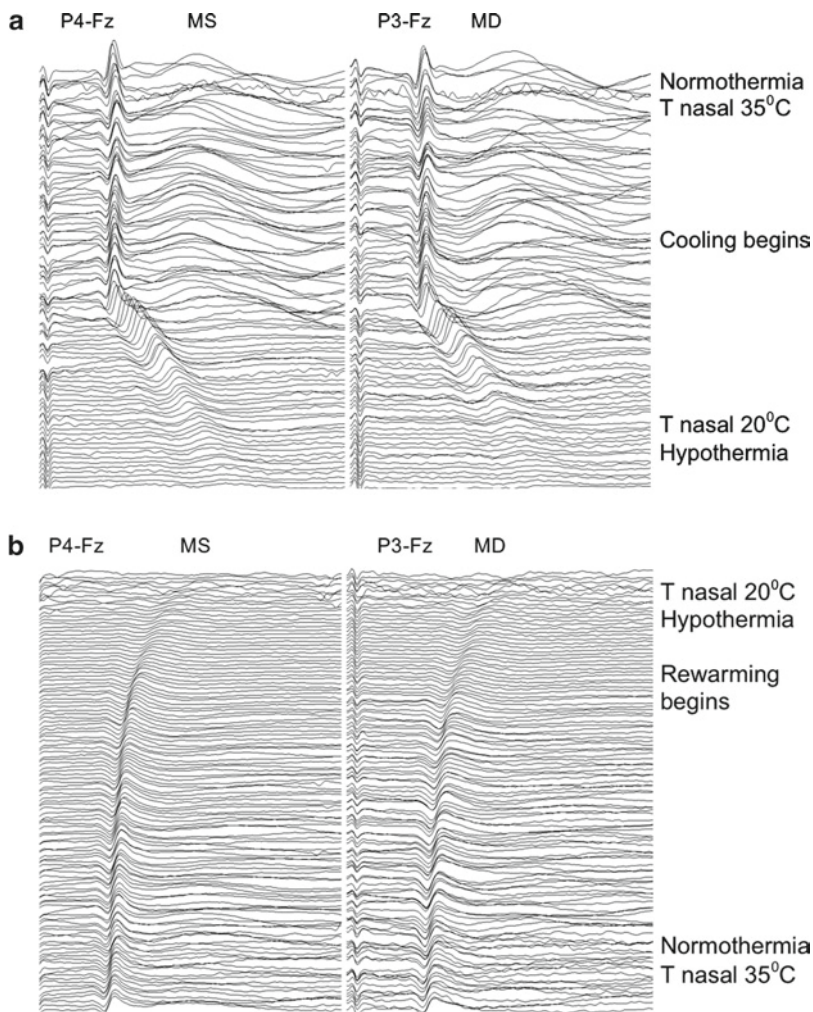 a
P4-Fz MS P3-Fz MD
Normothermia
T nasal 35⁰C
Cooling begins
T nasal 20⁰C
Hypothermia
b
P4-Fz MS P3-Fz MD
T nasal 20⁰C
Hypothermia
Rewarming
begins
Normothermia
T nasal 35⁰C